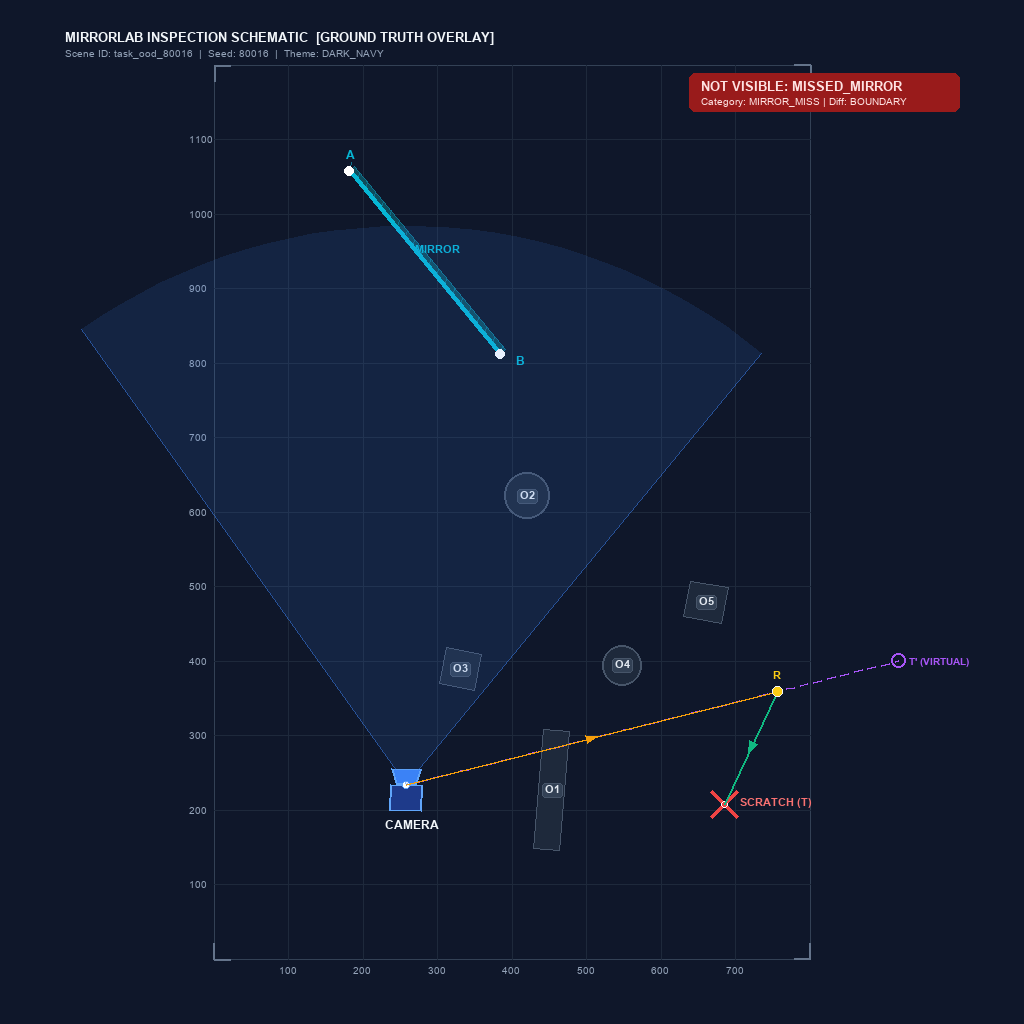 MIRRORLAB INSPECTION SCHEMATIC [GROUND TRUTH OVERLAY]
Scene ID: task_ood_80016 | Seed: 80016 | Theme: DARK_NAVY
NOT VISIBLE: MISSED_MIRROR
Category: MIRROR_MISS | Diff: BOUNDARY
1100
A
1000
MIRROR
900
800
B
700
O2
600
500
O5
400
O3
O4
T' (VIRTUAL)
R
300
O1
200
SCRATCH (T)
CAMERA
100
100
200
300
400
500
600
700